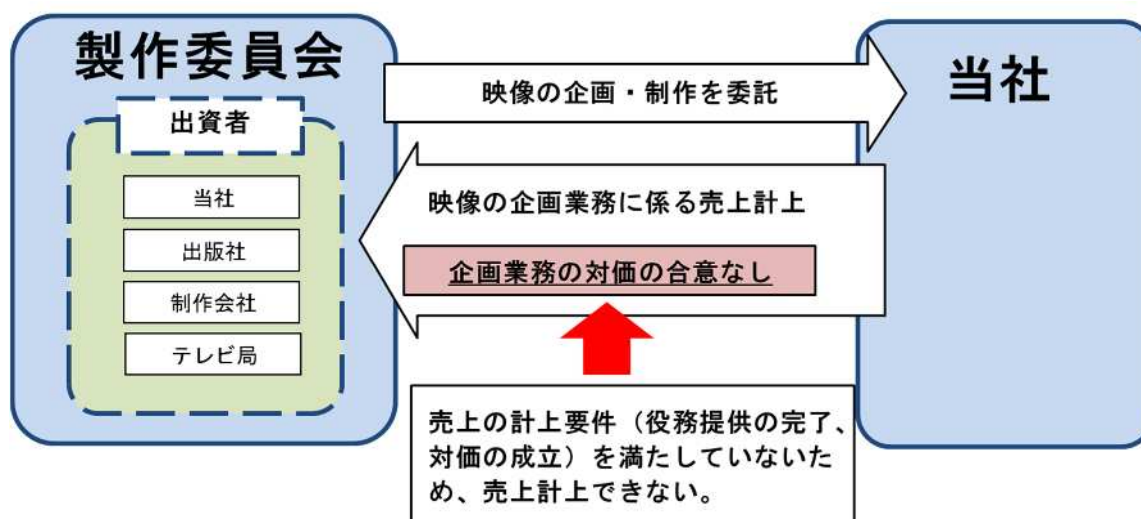 製作委員会
出資者
当社
出版社
制作会社
テレビ局
映像の企画・制作を委託
当社
映像の企画業務に係る売上計上
企画業務の対価の合意なし
売上の計上要件（役務提供の完了、
対価の成立）を満たしていないた
め、売上計上できない。